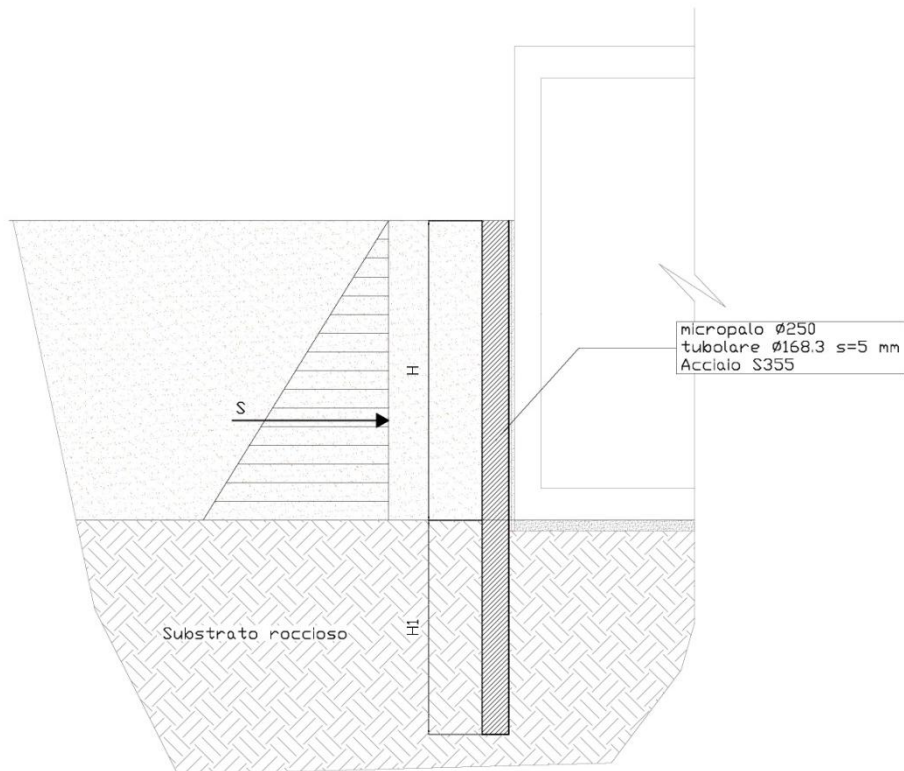 S
H
micropalo Ø250
tubolare Ø168.3 s=5 mm
Acciaio S355
Substrato roccioso
H1